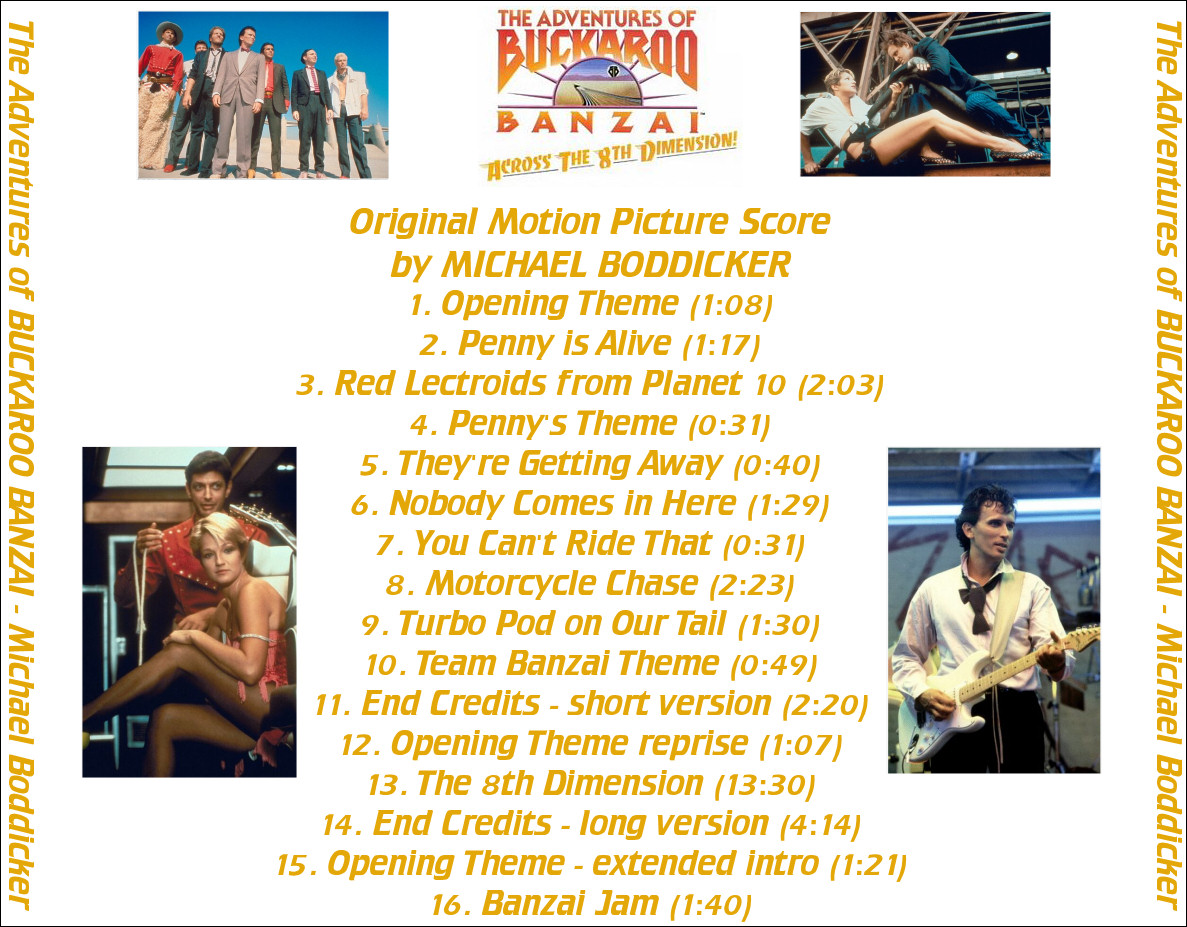 THE ADVENTURES OF
BUCKAROO
BB
BANZAI™
ACROSS THE 8TH DIMENSION!
Original Motion Picture Score
by MICHAEL BODDICKER
1. Opening Theme (1:08)
2. Penny is Alive (1:17)
3. Red Lectroids from Planet 10 (2:03)
4. Penny's Theme (0:31)
5. They're Getting Away (0:40)
6. Nobody Comes in Here (1:29)
7. You Can't Ride That (0:31)
8. Motorcycle Chase (2:23)
9. Turbo Pod on Our Tail (1:30)
10. Team Banzai Theme (0:49)
11. End Credits - short version (2:20)
12. Opening Theme reprise (1:07)
13. The 8th Dimension (13:30)
14. End Credits - long version (4:14)
15. Opening Theme - extended intro (1:21)
16. Banzai Jam (1:40)
The Adventures of BUCKAROO BANZAI - Michael Boddicker
The Adventures of BUCKAROO BANZAI - Michael Boddicker